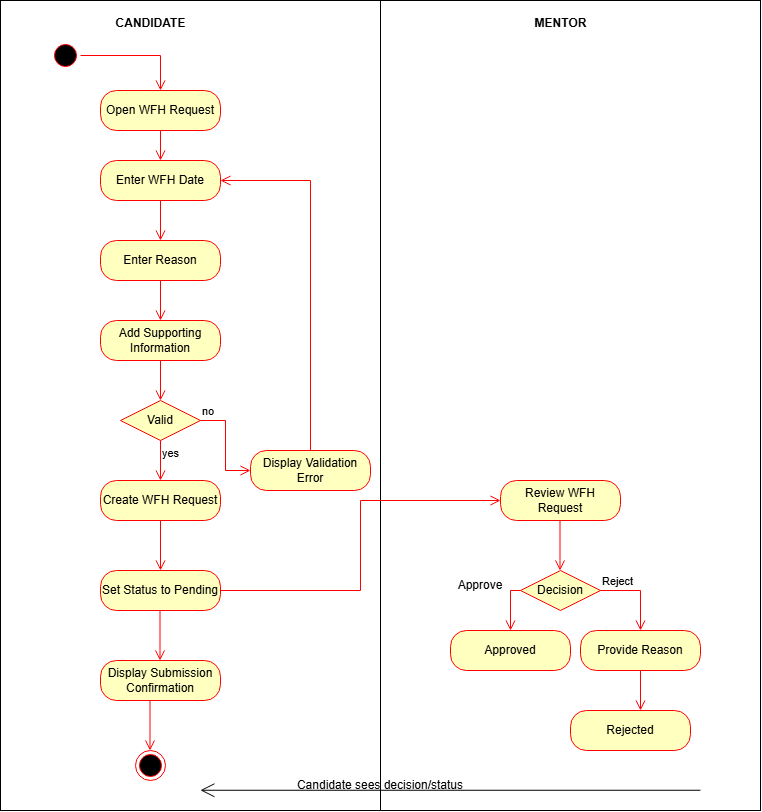 CANDIDATE
MENTOR
Open WFH Request
Enter WFH Date
Enter Reason
Add Supporting
Information
Valid
no
yes
Display Validation
Error
Create WFH Request
Review WFH
Request
Set Status to Pending
Approve
Decision
Reject
Approved
Provide Reason
Display Submission
Confirmation
Rejected
Candidate sees decision/status